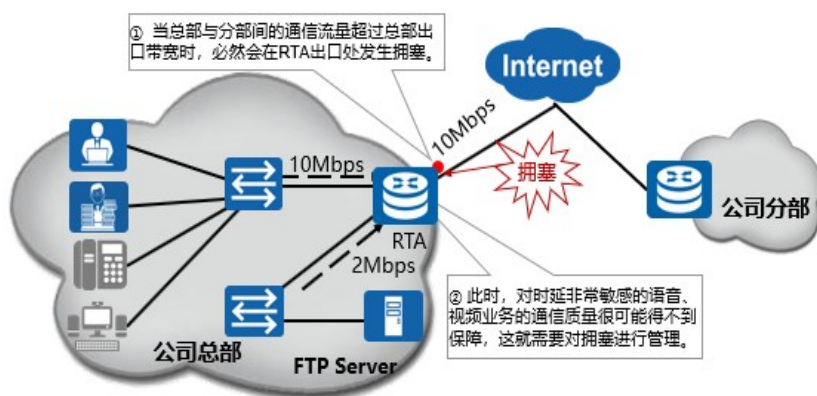 ① 当总部与分部间的通信流量超过总部出
口带宽时，必然会在RTA出口处发生拥塞。
Internet
10Mbps
拥塞
10Mbps
公司分部
RTA
2Mbps
② 此时，对时延非常敏感的语音、
视频业务的通信质量很可能得不到
保障，这就需要对拥塞进行管理。
公司总部
FTP Server